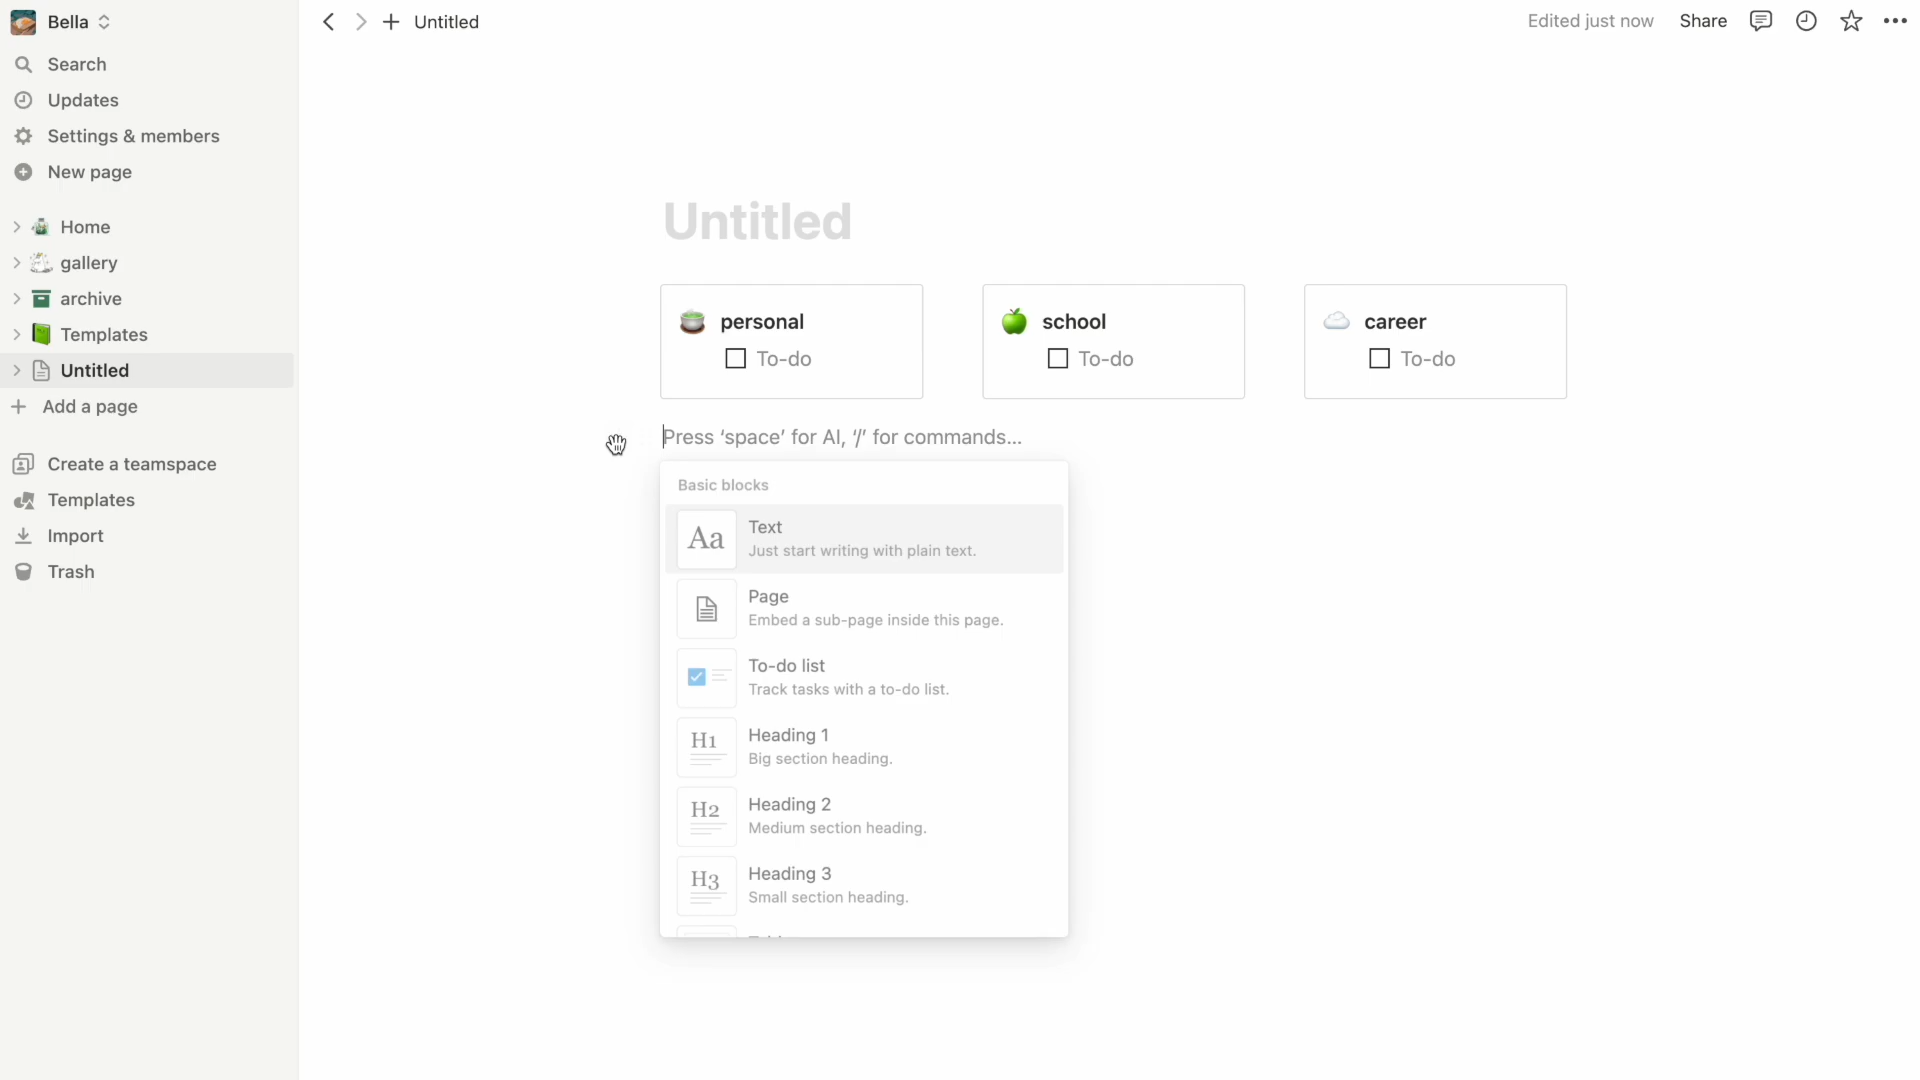 Bella
Search
Updates
Settings & members
New page
Home
gallery
archive
Templates
Untitled
Add a page
Create a teamspace
Templates
Import
Trash
Untitled
Edited just now
Share
Untitled
personal
To-do
school
To-do
career
To-do
Press ‘space’ for AI, ‘/’ for commands…
Basic blocks
Aa
Text
Just start writing with plain text.
Page
Embed a sub-page inside this page.
To-do list
Track tasks with a to-do list.
H1
Heading 1
Big section heading.
H2
Heading 2
Medium section heading.
H3
Heading 3
Small section heading.